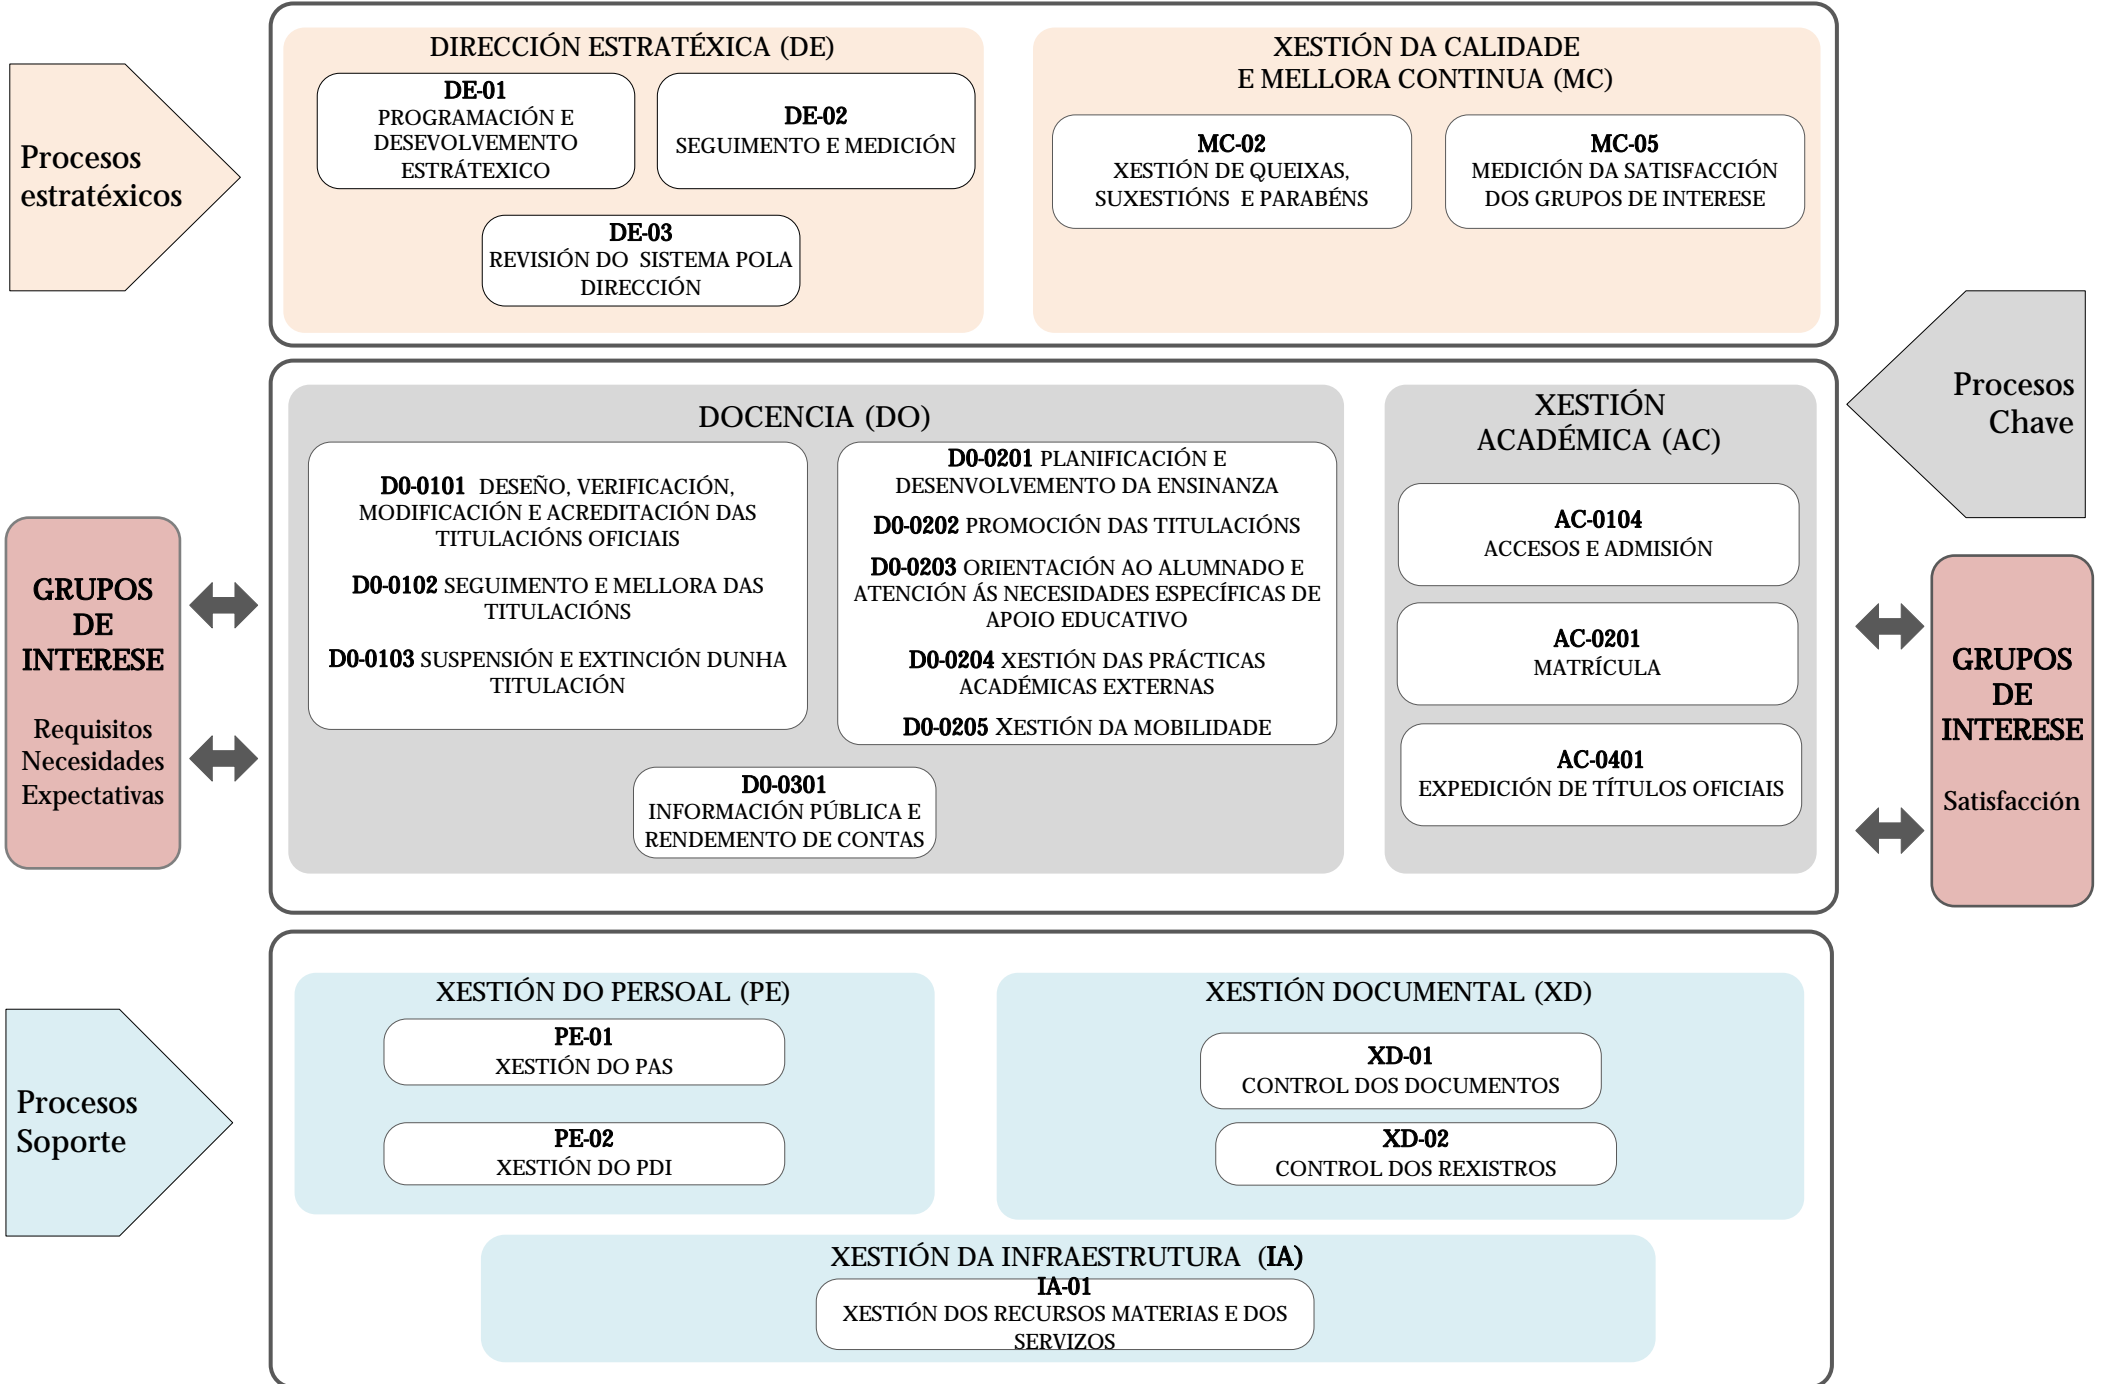 DIRECCIÓN ESTRATÉXICA (DE)
DE-01
PROGRAMACIÓN E
DESEVOLVEMENTO
ESTRÁTEXICO
DE-02
SEGUIMENTO E MEDICIÓN
DE-03
REVISIÓN DO SISTEMA POLA
DIRECCIÓN
XESTIÓN DA CALIDADE
E MELLORA CONTINUA (MC)
MC-02
XESTIÓN DE QUEIXAS,
SUXESTIÓNS E PARABÉNS
MC-05
MEDICIÓN DA SATISFACCIÓN
DOS GRUPOS DE INTERESE
Procesos
estratéxicos
Procesos
Chave
DOCENCIA (DO)
D0-0101 DESEÑO, VERIFICACIÓN,
MODIFICACIÓN E ACREDITACIÓN DAS
TITULACIÓNS OFICIAIS
D0-0102 SEGUIMENTO E MELLORA DAS
TITULACIÓNS
D0-0103 SUSPENSIÓN E EXTINCIÓN DUNHA
TITULACIÓN
D0-0201 PLANIFICACIÓN E
DESENVOLVEMENTO DA ENSINANZA
D0-0202 PROMOCIÓN DAS TITULACIÓNS
D0-0203 ORIENTACIÓN AO ALUMNADO E
ATENCIÓN ÁS NECESIDADES ESPECÍFICAS DE
APOIO EDUCATIVO
D0-0204 XESTIÓN DAS PRÁCTICAS
ACADÉMICAS EXTERNAS
D0-0205 XESTIÓN DA MOBILIDADE
D0-0301
INFORMACIÓN PÚBLICA E
RENDEMENTO DE CONTAS
XESTIÓN
ACADÉMICA (AC)
AC-0104
ACCESOS E ADMISIÓN
AC-0201
MATRÍCULA
AC-0401
EXPEDICIÓN DE TÍTULOS OFICIAIS
GRUPOS
DE
INTERESE
Requisitos
Necesidades
Expectativas
GRUPOS
DE
INTERESE
Satisfacción
Procesos
Soporte
XESTIÓN DO PERSOAL (PE)
PE-01
XESTIÓN DO PAS
PE-02
XESTIÓN DO PDI
XESTIÓN DOCUMENTAL (XD)
XD-01
CONTROL DOS DOCUMENTOS
XD-02
CONTROL DOS REXISTROS
XESTIÓN DA INFRAESTRUTURA (IA)
IA-01
XESTIÓN DOS RECURSOS MATERIAS E DOS
SERVIZOS